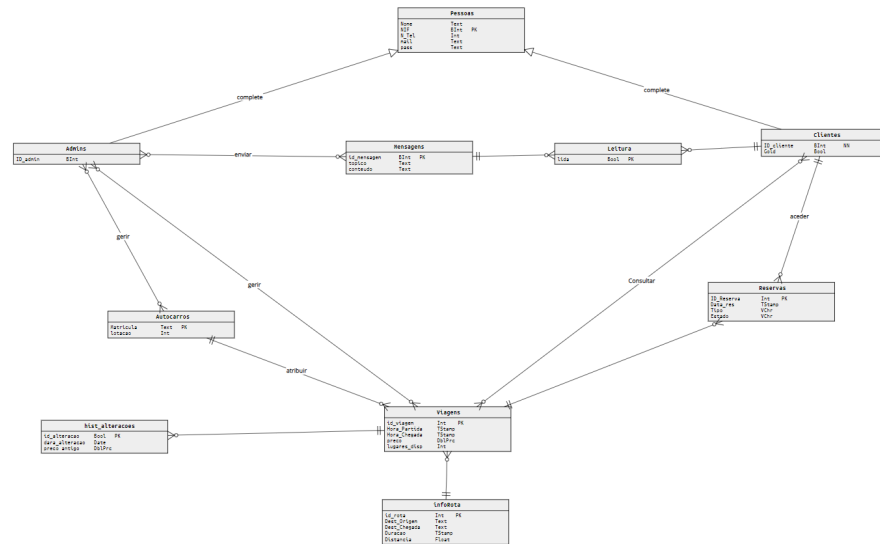 Pessoas
Nome Text
NIF BInt PK
N_Tel Int
mail Text
pass Text
complete
complete
Admins
ID_admin BInt
enviar
Mensagens
id_mensagem BInt PK
topico Text
conteudo Text
Leitura
lida Bool PK
Clientes
ID_cliente BInt NN
Gold Bool
gerir
gerir
Consultar
aceder
Autocarros
Matricula Text PK
lotacao Int
Reservas
ID_Reserva Int PK
Data_res TStamp
Tipo VChr
Estado VChr
atribuir
hist_alteracoes
id_alteracao Bool PK
dara_alteracao Date
preco_antigo DblPrc
Viagens
id_viagem Int PK
Hora_Partida TStamp
Hora_Chegada TStamp
preco DblPrc
lugares_disp Int
infoRota
id_rota Int PK
Dest_Origem Text
Dest_Chegada Text
Duracao TStamp
Distancia Float